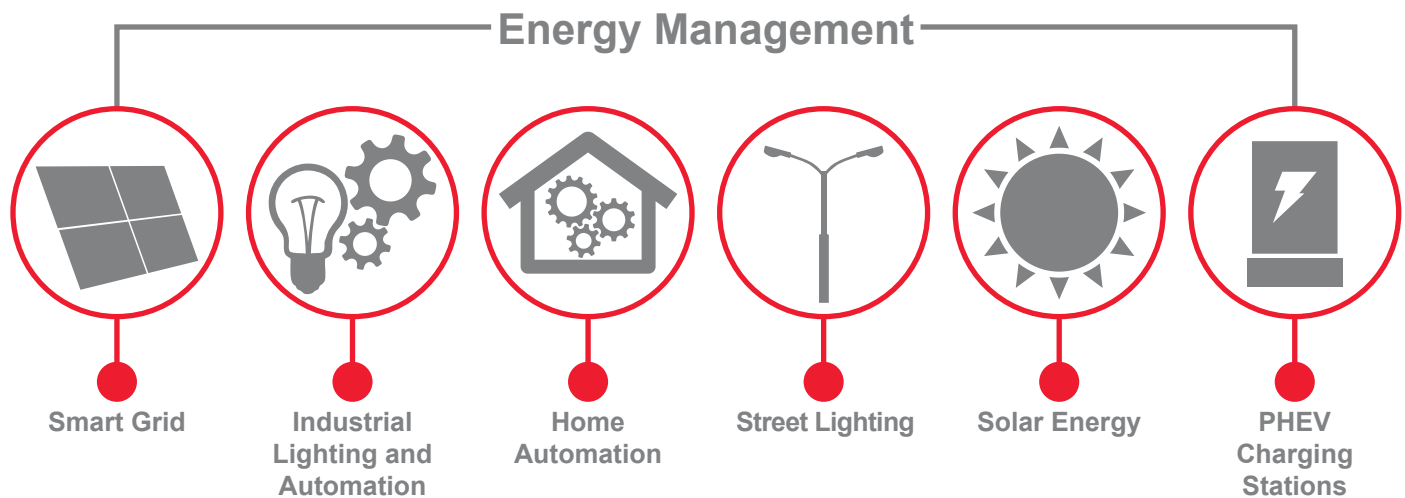 Energy Management
Smart Grid
Industrial
Lighting and
Automation
Home
Automation
Street Lighting
Solar Energy
PHEV
Charging
Stations